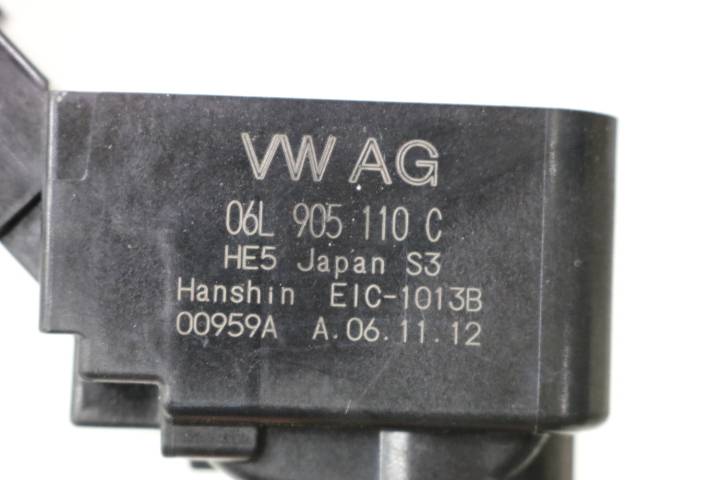 VW AG
06L 905 110 C
HE5 Japan S3
Hanshin EIC-1013B
00959A A.06.11.12